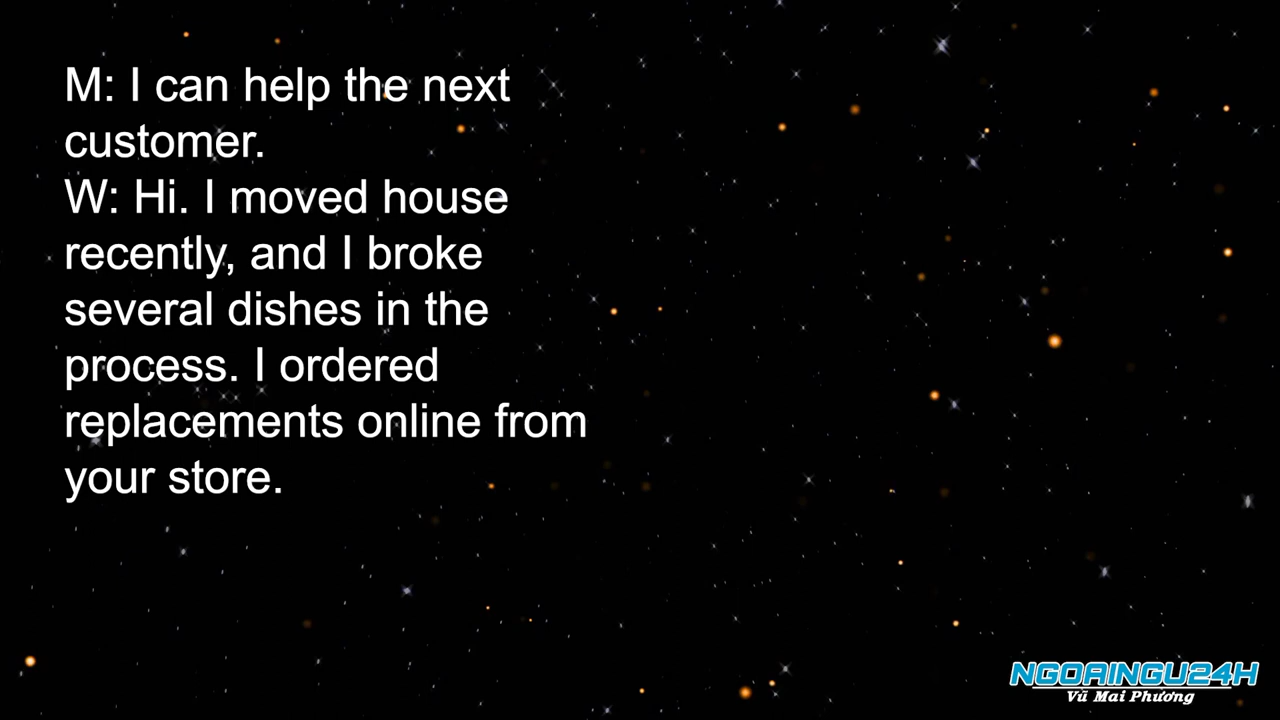 M: I can help the next
customer.
W: Hi. I moved house
recently, and I broke
several dishes in the
process. I ordered
replacements online from
your store.
NGOAINGU24H
Vũ Mai Phương